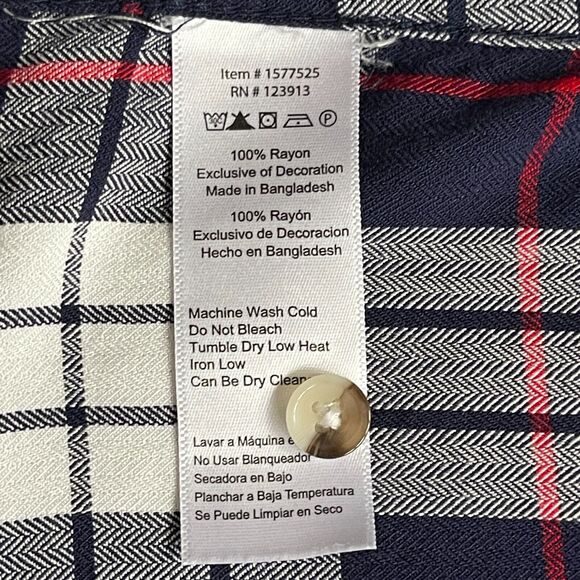 Item # 1577525
RN # 123913
P
100% Rayon
Exclusive of Decoration
Made in Bangladesh
100% Rayón
Exclusivo de Decoracion
Hecho en Bangladesh
Machine Wash Cold
Do Not Bleach
Tumble Dry Low Heat
Iron Low
Can Be Dry
Lavar a Máquina
No Usar Blanqueador
Secadora en Bajo
Planchar a Baja Temperatura
Se Puede Limpiar en Seco